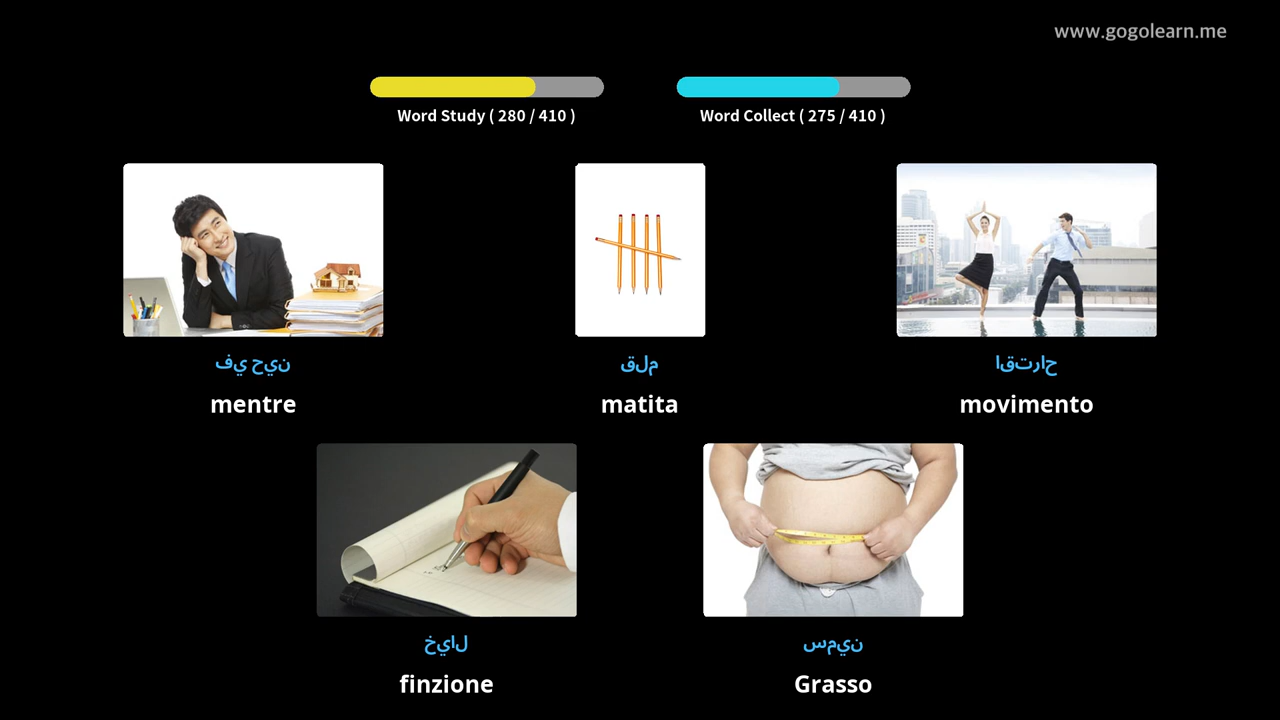 www.gogolearn.me
Word Study ( 280 / 410 )
Word Collect ( 275 / 410 )
في حين
قلم
اقتراح
mentre
matita
movimento
خيال
سمين
finzione
Grasso